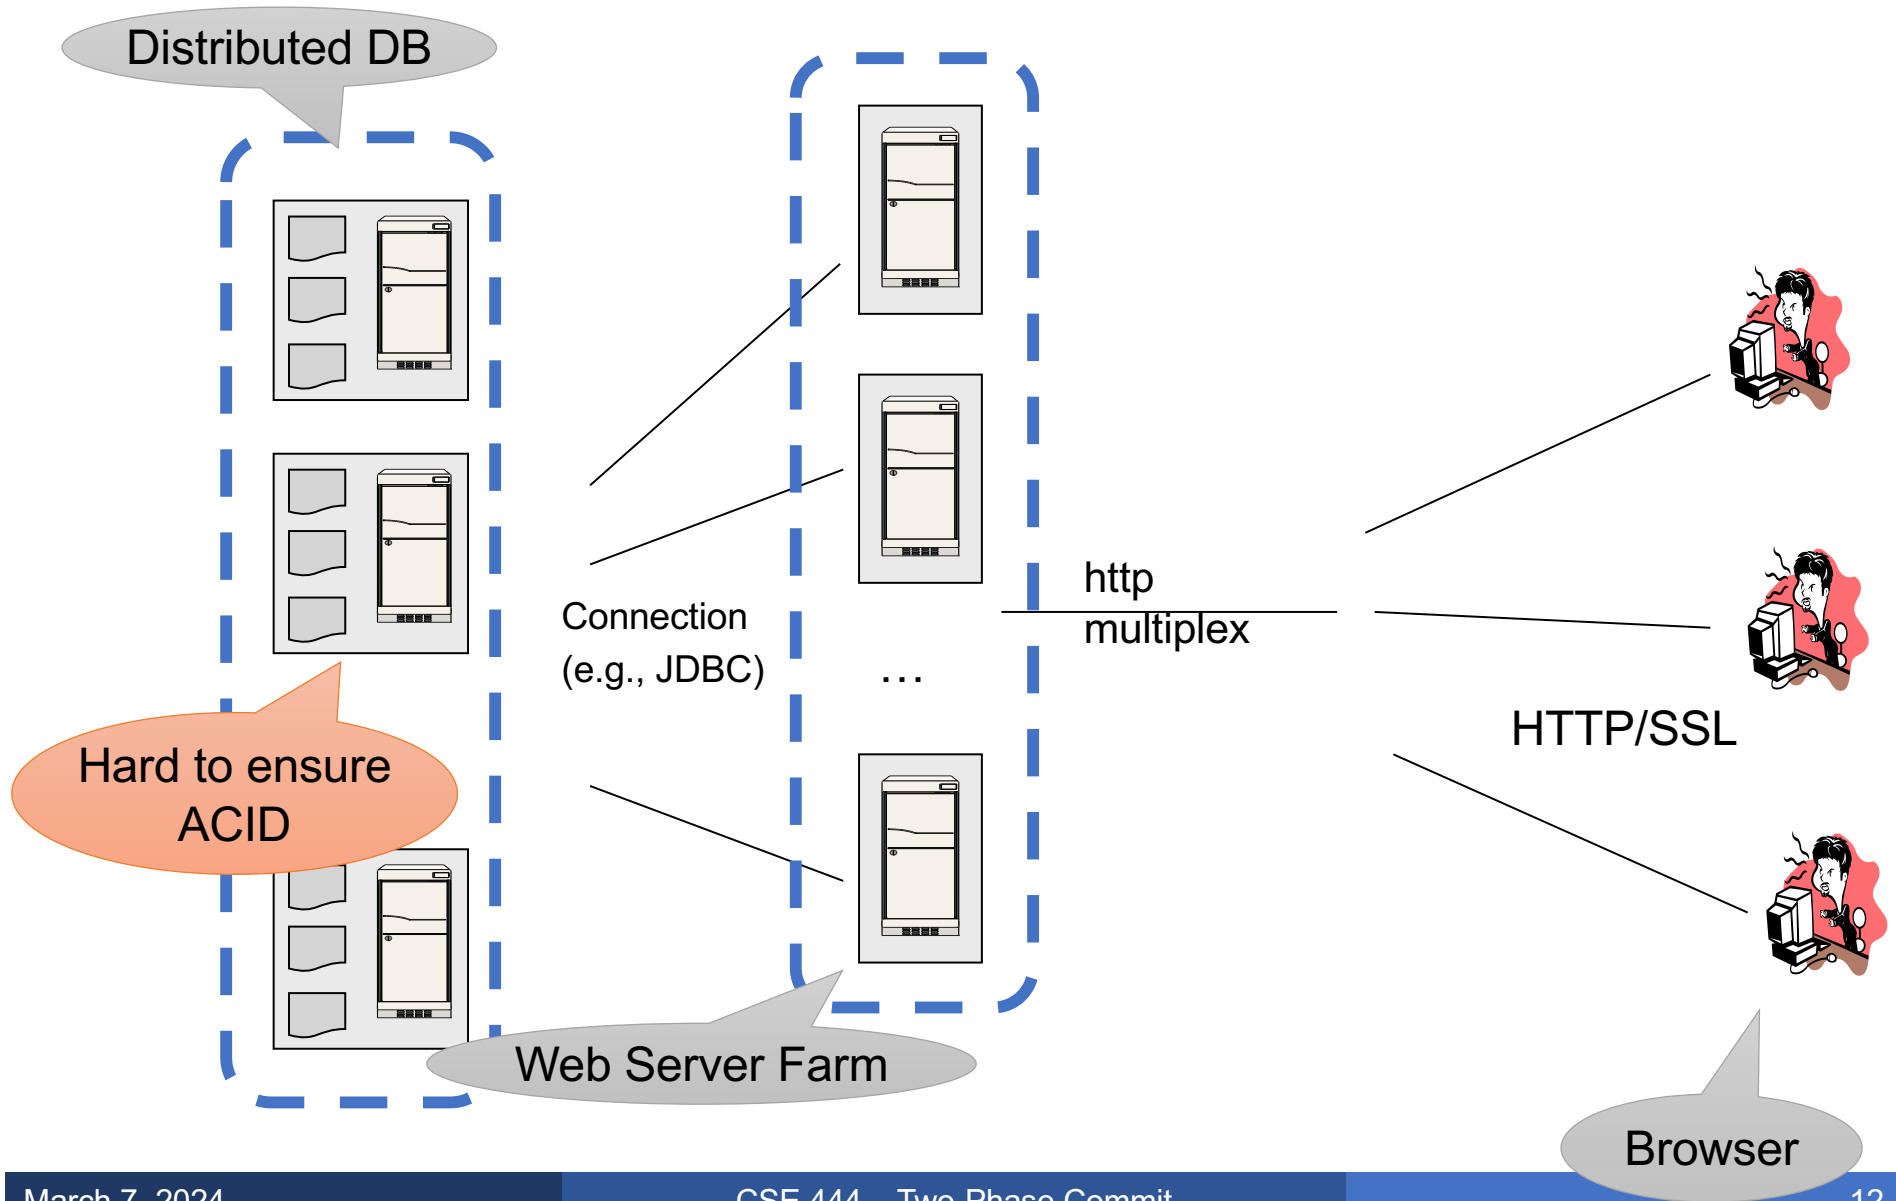 Distributed DB
http
multiplex
Connection
(e.g., JDBC)
…
HTTP/SSL
Hard to ensure
ACID
Web Server Farm
Browser
March 7, 2024
CSE 444 – Two-Phase Commit
12